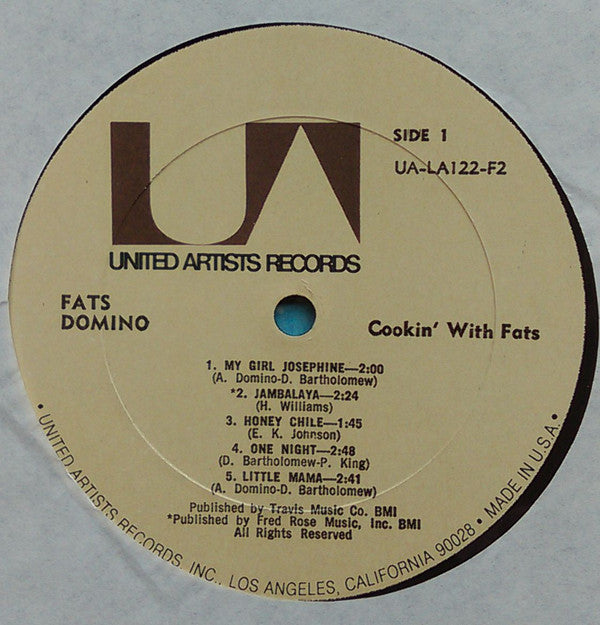 UA
SIDE 1
UA-LA122-F2
UNITED ARTISTS RECORDS
FATS
DOMINO
Cookin' With Fats
1. MY GIRL JOSEPHINE—2:00
(A. Domino-D. Bartholomew)
*2. JAMBALAYA—2:24
(H. Williams)
3. HONEY CHILE—1:45
(E. K. Johnson)
4. ONE NIGHT—2:48
(D. Bartholomew-P. King)
5. LITTLE MAMA—2:41
(A. Domino-D. Bartholomew)
Published by Travis Music Co. BMI
*Published by Fred Rose Music, Inc. BMI
All Rights Reserved
• UNITED ARTISTS RECORDS, INC., LOS ANGELES, CALIFORNIA 90028 • MADE IN U.S.A. •